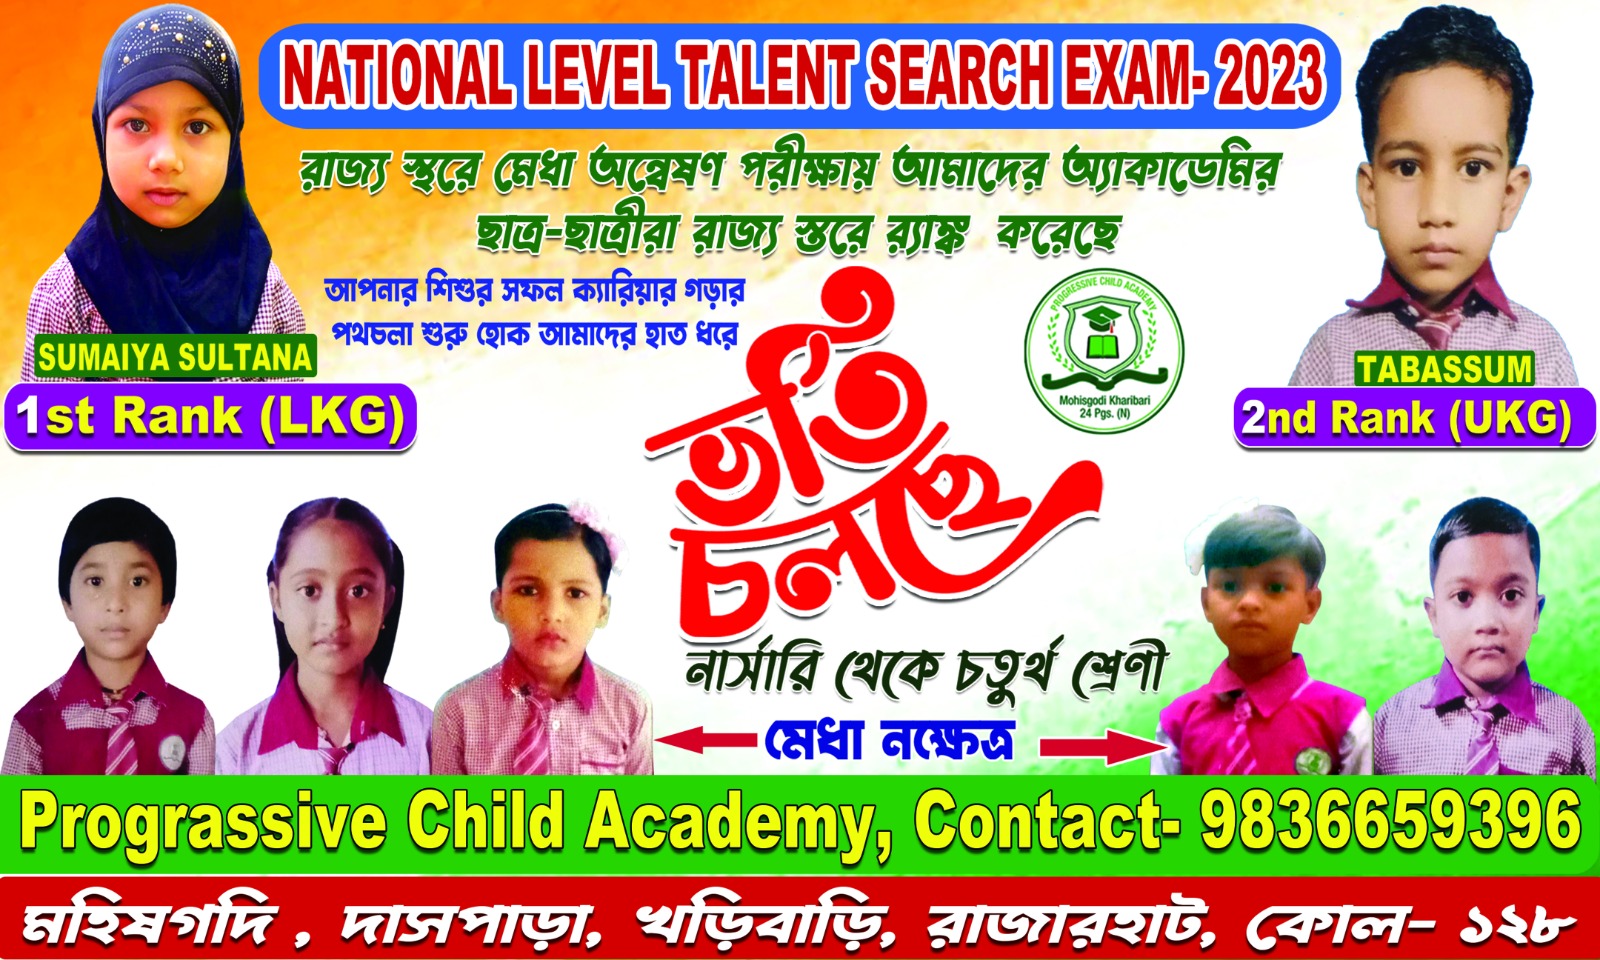 NATIONAL LEVEL TALENT SEARCH EXAM- 2023
রাজ্য স্থরে মেধা অন্বেষণ পরীক্ষায় আমাদের অ্যাকাডেমির
ছাত্র-ছাত্রীরা রাজ্য স্তরে র‍্যাঙ্ক করেছে
আপনার শিশুর সফল ক্যারিয়ার গড়ার
পথচলা শুরু হোক আমাদের হাত ধরে
SUMAIYA SULTANA
1st Rank (LKG)
PROGRESSIVE CHILD ACADEMY
Mohisgodi Kharibari
24 Pgs. (N)
TABASSUM
2nd Rank (UKG)
ভর্তি
চলছে
নার্সারি থেকে চতুর্থ শ্রেণী
মেধা নক্ষেত্র
Prograssive Child Academy, Contact- 9836659396
মহিষগদি , দাসপাড়া, খড়িবাড়ি, রাজারহাট, কোল- ১২৮